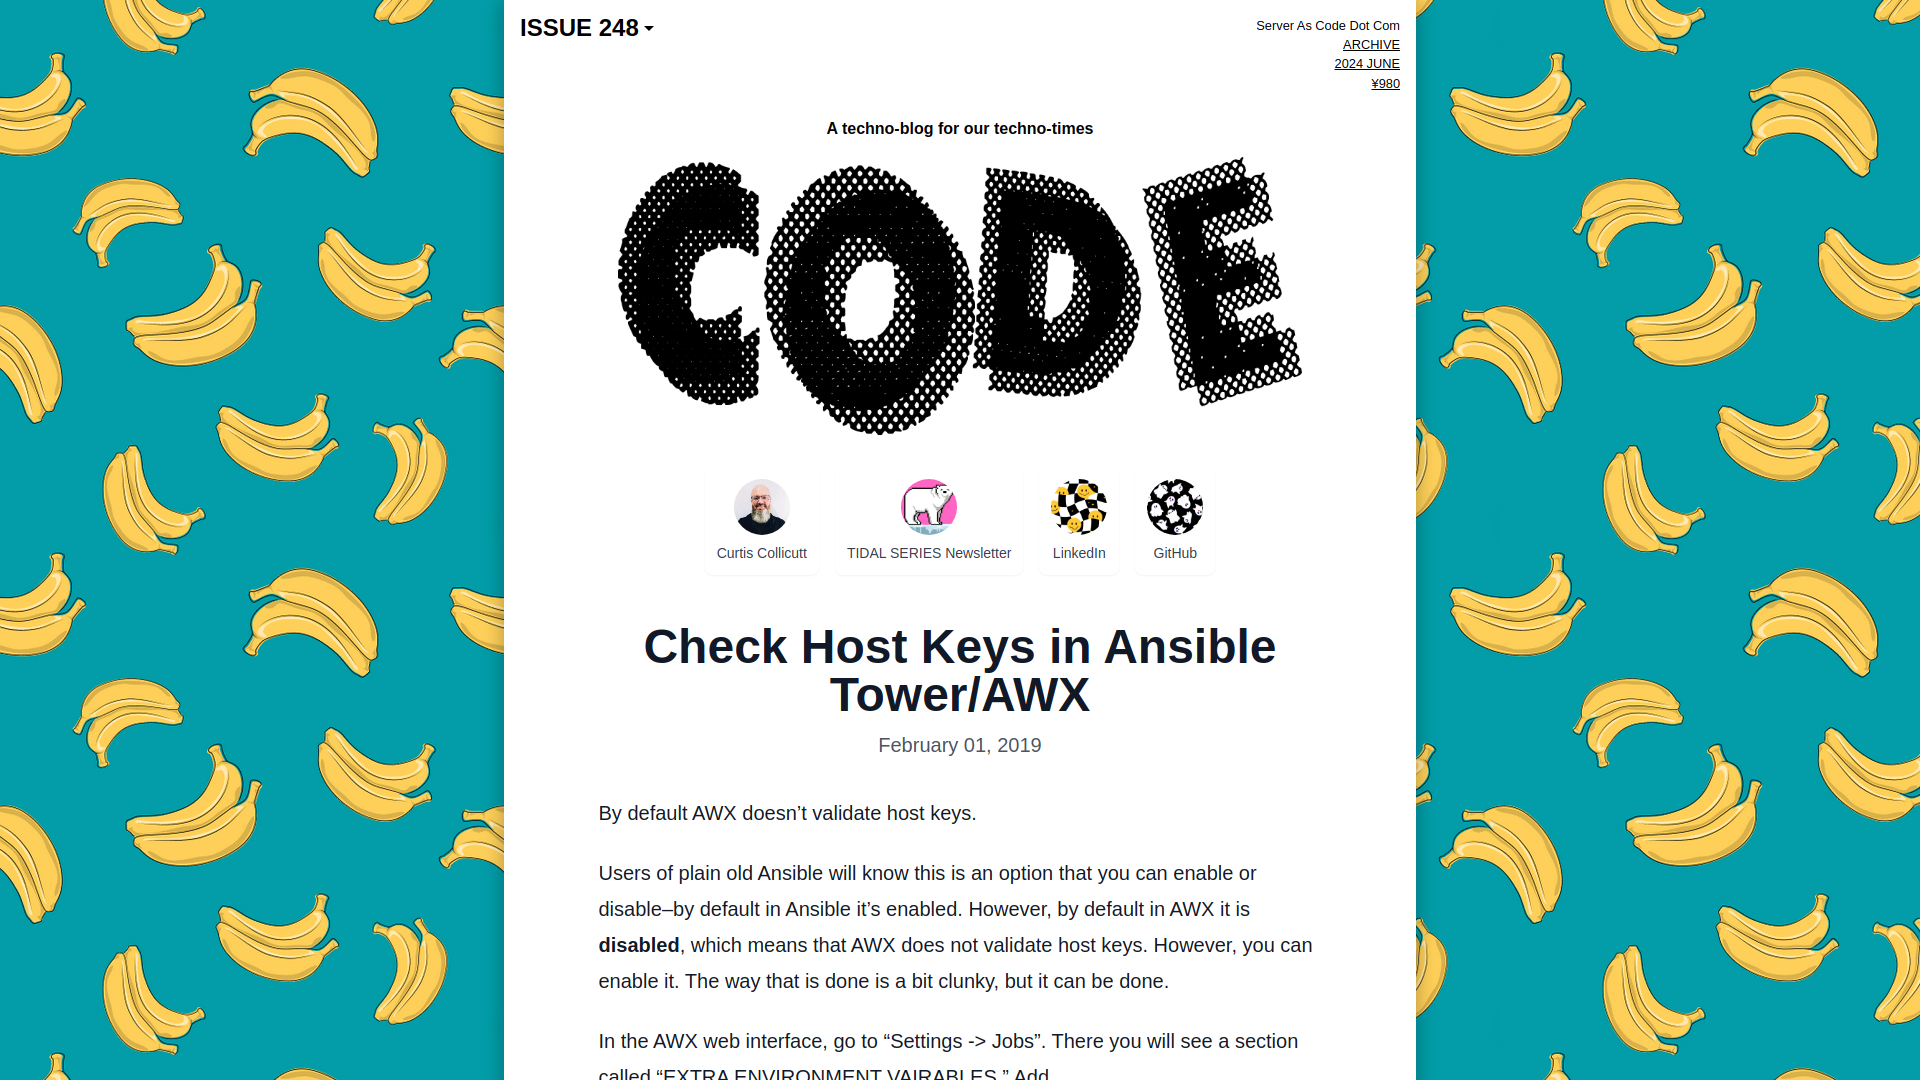 ISSUE 248
Server As Code Dot Com
ARCHIVE
2024 JUNE
¥980
A techno-blog for our techno-times
CODE
Curtis Collicutt
TIDAL SERIES Newsletter
LinkedIn
GitHub
Check Host Keys in Ansible
Tower/AWX
February 01, 2019
By default AWX doesn’t validate host keys.
Users of plain old Ansible will know this is an option that you can enable or
disable–by default in Ansible it’s enabled. However, by default in AWX it is
disabled, which means that AWX does not validate host keys. However, you can
enable it. The way that is done is a bit clunky, but it can be done.
In the AWX web interface, go to “Settings -> Jobs”. There you will see a section
called “EXTRA ENVIRONMENT VAIRABLES.” Add